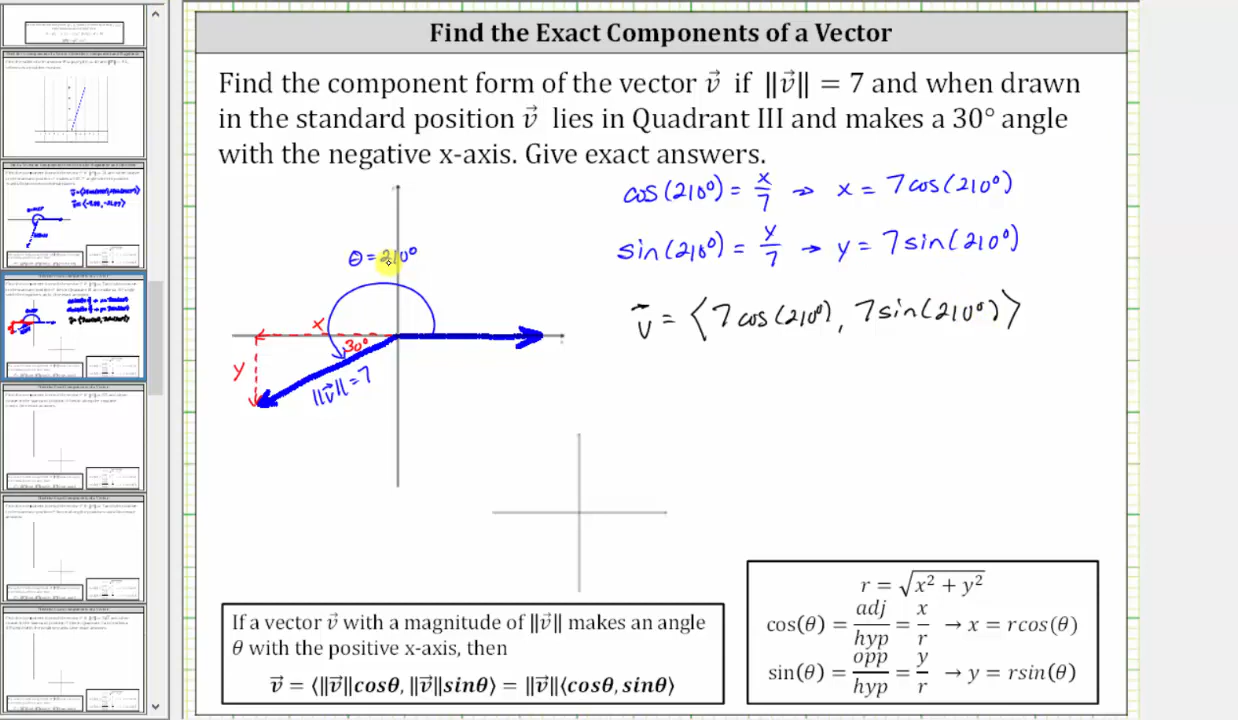 Find the Exact Components of a Vector
Find the component form of the vector v⃗ if ‖v⃗‖ = 7 and when drawn
in the standard position v⃗ lies in Quadrant III and makes a 30° angle
with the negative x-axis. Give exact answers.
cos(210°) = x/7 → x = 7cos(210°)
sin(210°) = y/7 → y = 7sin(210°)
v⃗ = ⟨7cos(210°), 7sin(210°)⟩
θ = 210°
x
30°
y
‖v⃗‖ = 7
If a vector v⃗ with a magnitude of ‖v⃗‖ makes an angle
θ with the positive x-axis, then
v⃗ = ⟨‖v⃗‖cosθ, ‖v⃗‖sinθ⟩ = ‖v⃗‖⟨cosθ, sinθ⟩
r = √(x² + y²)
cos(θ) = adj/hyp = x/r → x = rcos(θ)
sin(θ) = opp/hyp = y/r → y = rsin(θ)